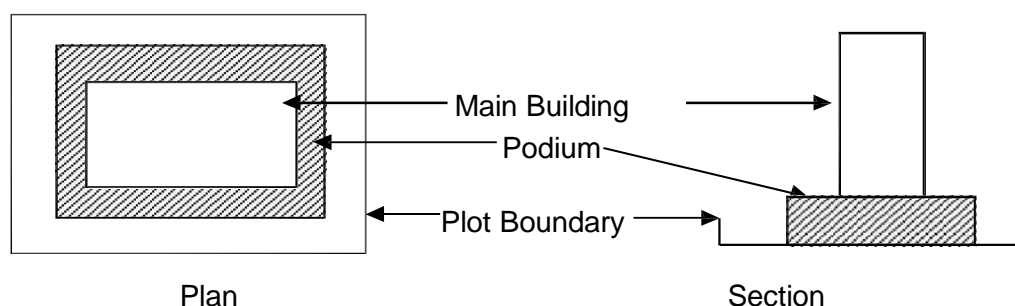 Main Building
Podium
Plot Boundary
Plan
Section